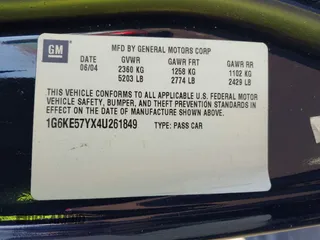 GM
MFD BY GENERAL MOTORS CORP
DATE GVWR GAWR FRT GAWR RR
06/04 2360 KG 1258 KG 1102 KG
5203 LB 2774 LB 2429 LB
THIS VEHICLE CONFORMS TO ALL APPLICABLE U.S. FEDERAL MOTOR
VEHICLE SAFETY, BUMPER, AND THEFT PREVENTION STANDARDS IN
EFFECT ON THE DATE OF MANUFACTURE SHOWN ABOVE.
1G6KE57YX4U261849 TYPE: PASS CAR